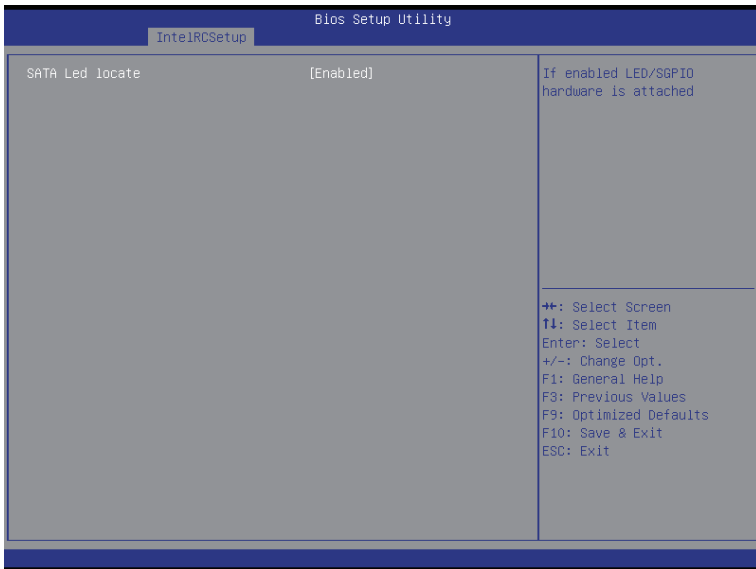 Bios Setup Utility
IntelRCSetup
SATA Led locate [Enabled]
If enabled LED/SGPIO
hardware is attached
→←: Select Screen
↑↓: Select Item
Enter: Select
+/-: Change Opt.
F1: General Help
F3: Previous Values
F9: Optimized Defaults
F10: Save & Exit
ESC: Exit